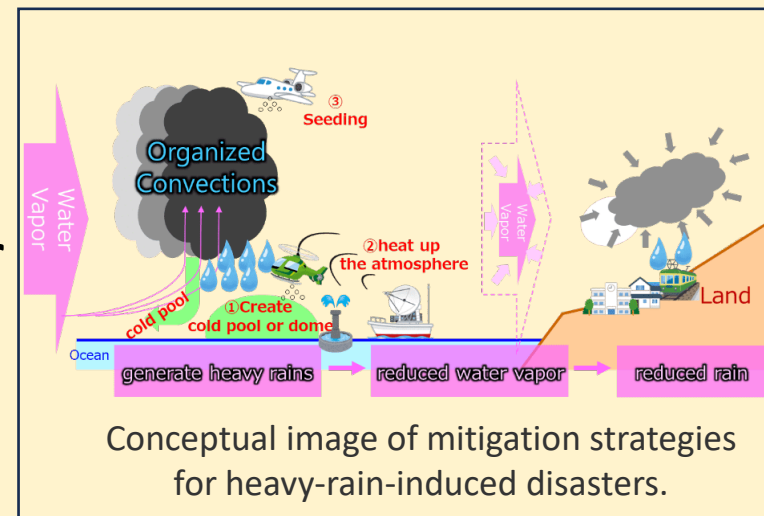 ③
Seeding
Organized
Convections
Water
Vapor
②heat up
the atmosphere
Water
Vapor
①Create
cold pool or dome
cold pool
Land
Ocean
generate heavy rains
reduced water vapor
reduced rain
Conceptual image of mitigation strategies
for heavy-rain-induced disasters.